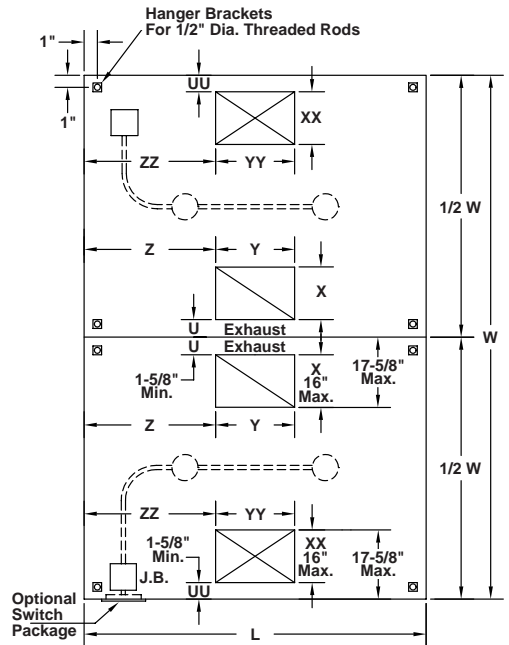 Hanger Brackets
For 1/2" Dia. Threaded Rods
1"
1"
UU
XX
ZZ
YY
1/2 W
Z
Y
X
U
Exhaust
W
U
Exhaust
1-5/8"
Min.
X
16"
Max.
17-5/8"
Max.
Z
Y
1/2 W
ZZ
YY
1-5/8"
Min.
XX
16"
Max.
17-5/8"
Max.
J.B.
UU
Optional
Switch
Package
L